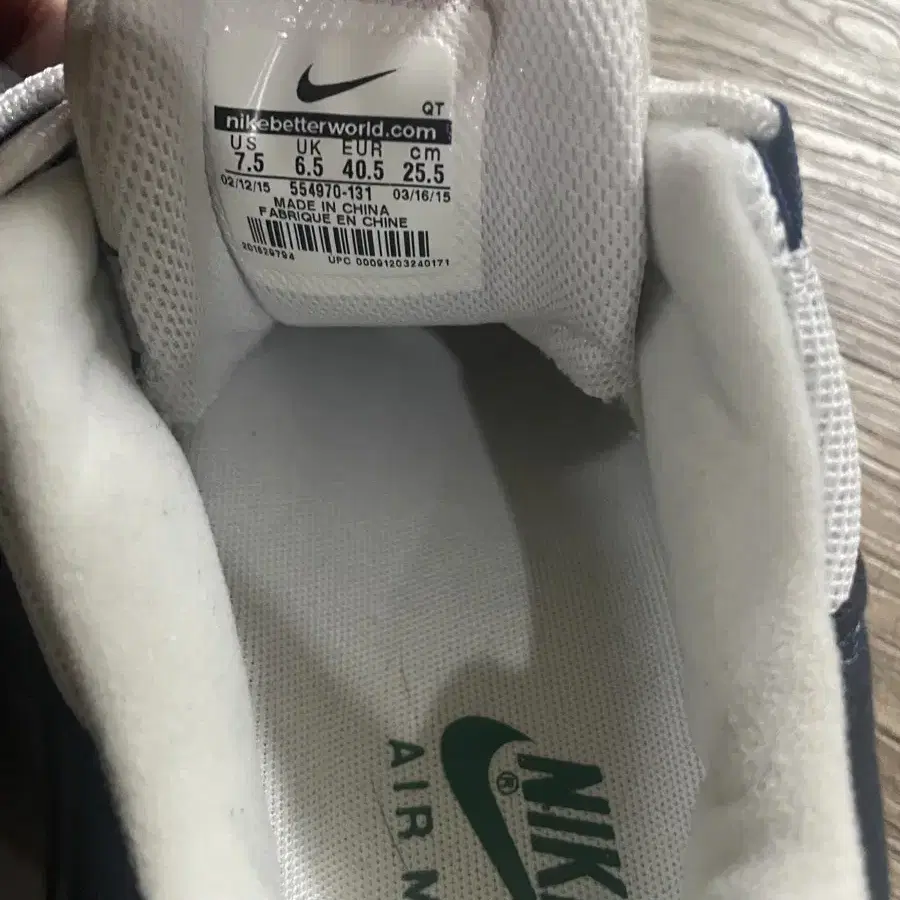 QT
nikebetterworld.com
US UK EUR cm
7.5 6.5 40.5 25.5
02/12/15 554970-131 03/16/15
MADE IN CHINA
FABRIQUE EN CHINE
201629794 UPC 00091203240171
NIK
®
AIR M